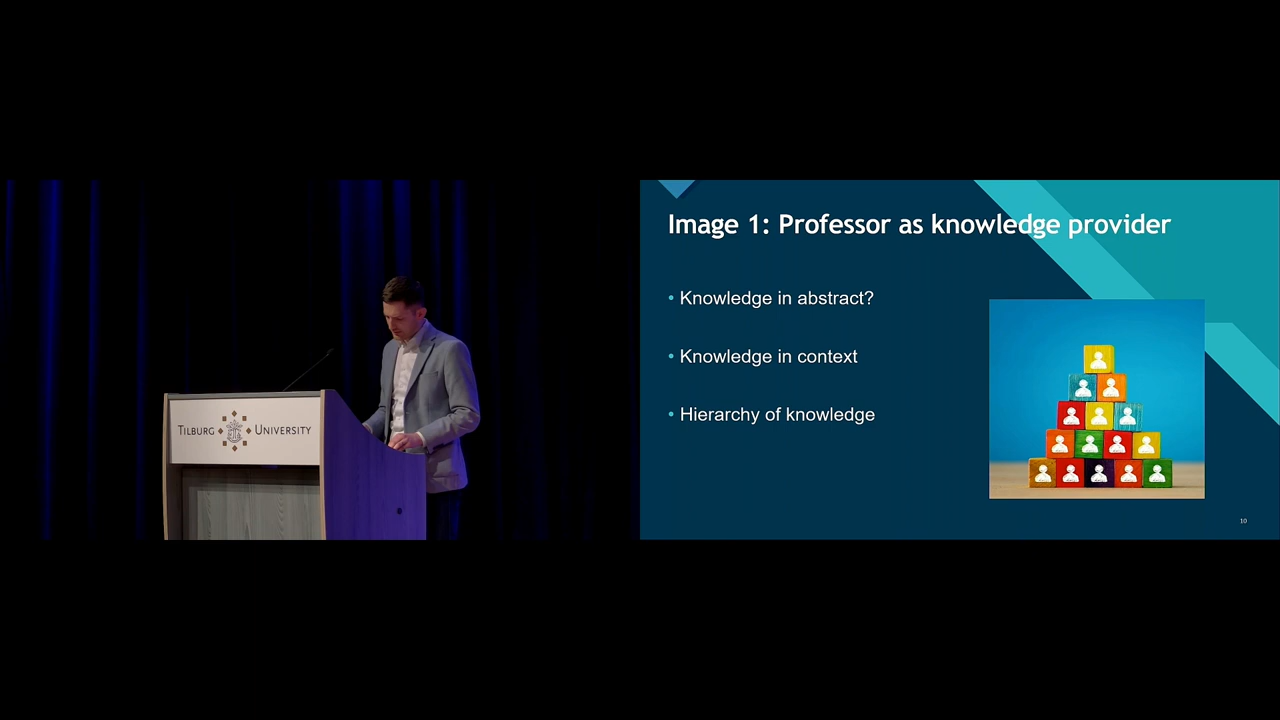 TILBURG UNIVERSITY
Image 1: Professor as knowledge provider
• Knowledge in abstract?
• Knowledge in context
• Hierarchy of knowledge
10